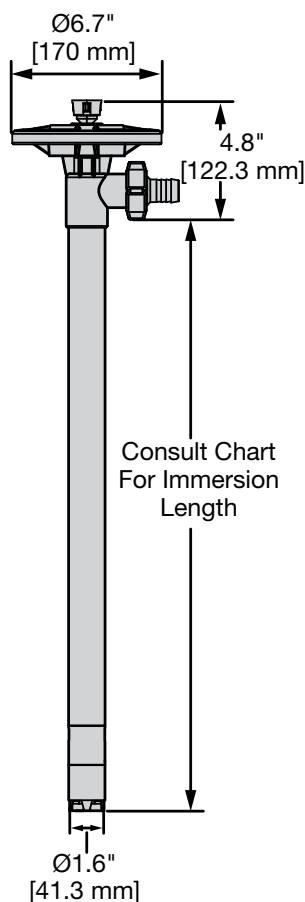 Ø6.7"
[170 mm]
4.8"
[122.3 mm]
Consult Chart
For Immersion
Length
Ø1.6"
[41.3 mm]